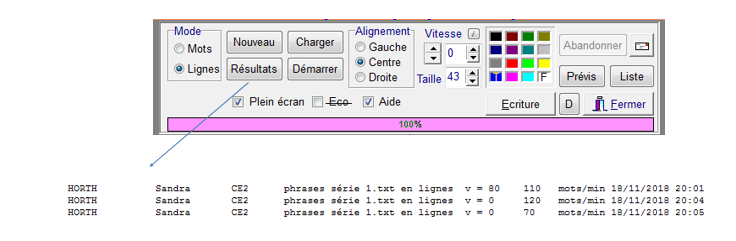 Mode
Mots
Lignes
Nouveau
Charger
Résultats
Démarrer
Alignement
Gauche
Centre
Droite
Vitesse i
0
Taille 43
T F
Abandonner
Prévis
Liste
Plein écran Eco Aide
Ecriture
D
Fermer
100%
HORTH Sandra CE2 phrases série 1.txt en lignes v = 80 110 mots/min 18/11/2018 20:01
HORTH Sandra CE2 phrases série 1.txt en lignes v = 0 120 mots/min 18/11/2018 20:04
HORTH Sandra CE2 phrases série 1.txt en lignes v = 0 70 mots/min 18/11/2018 20:05